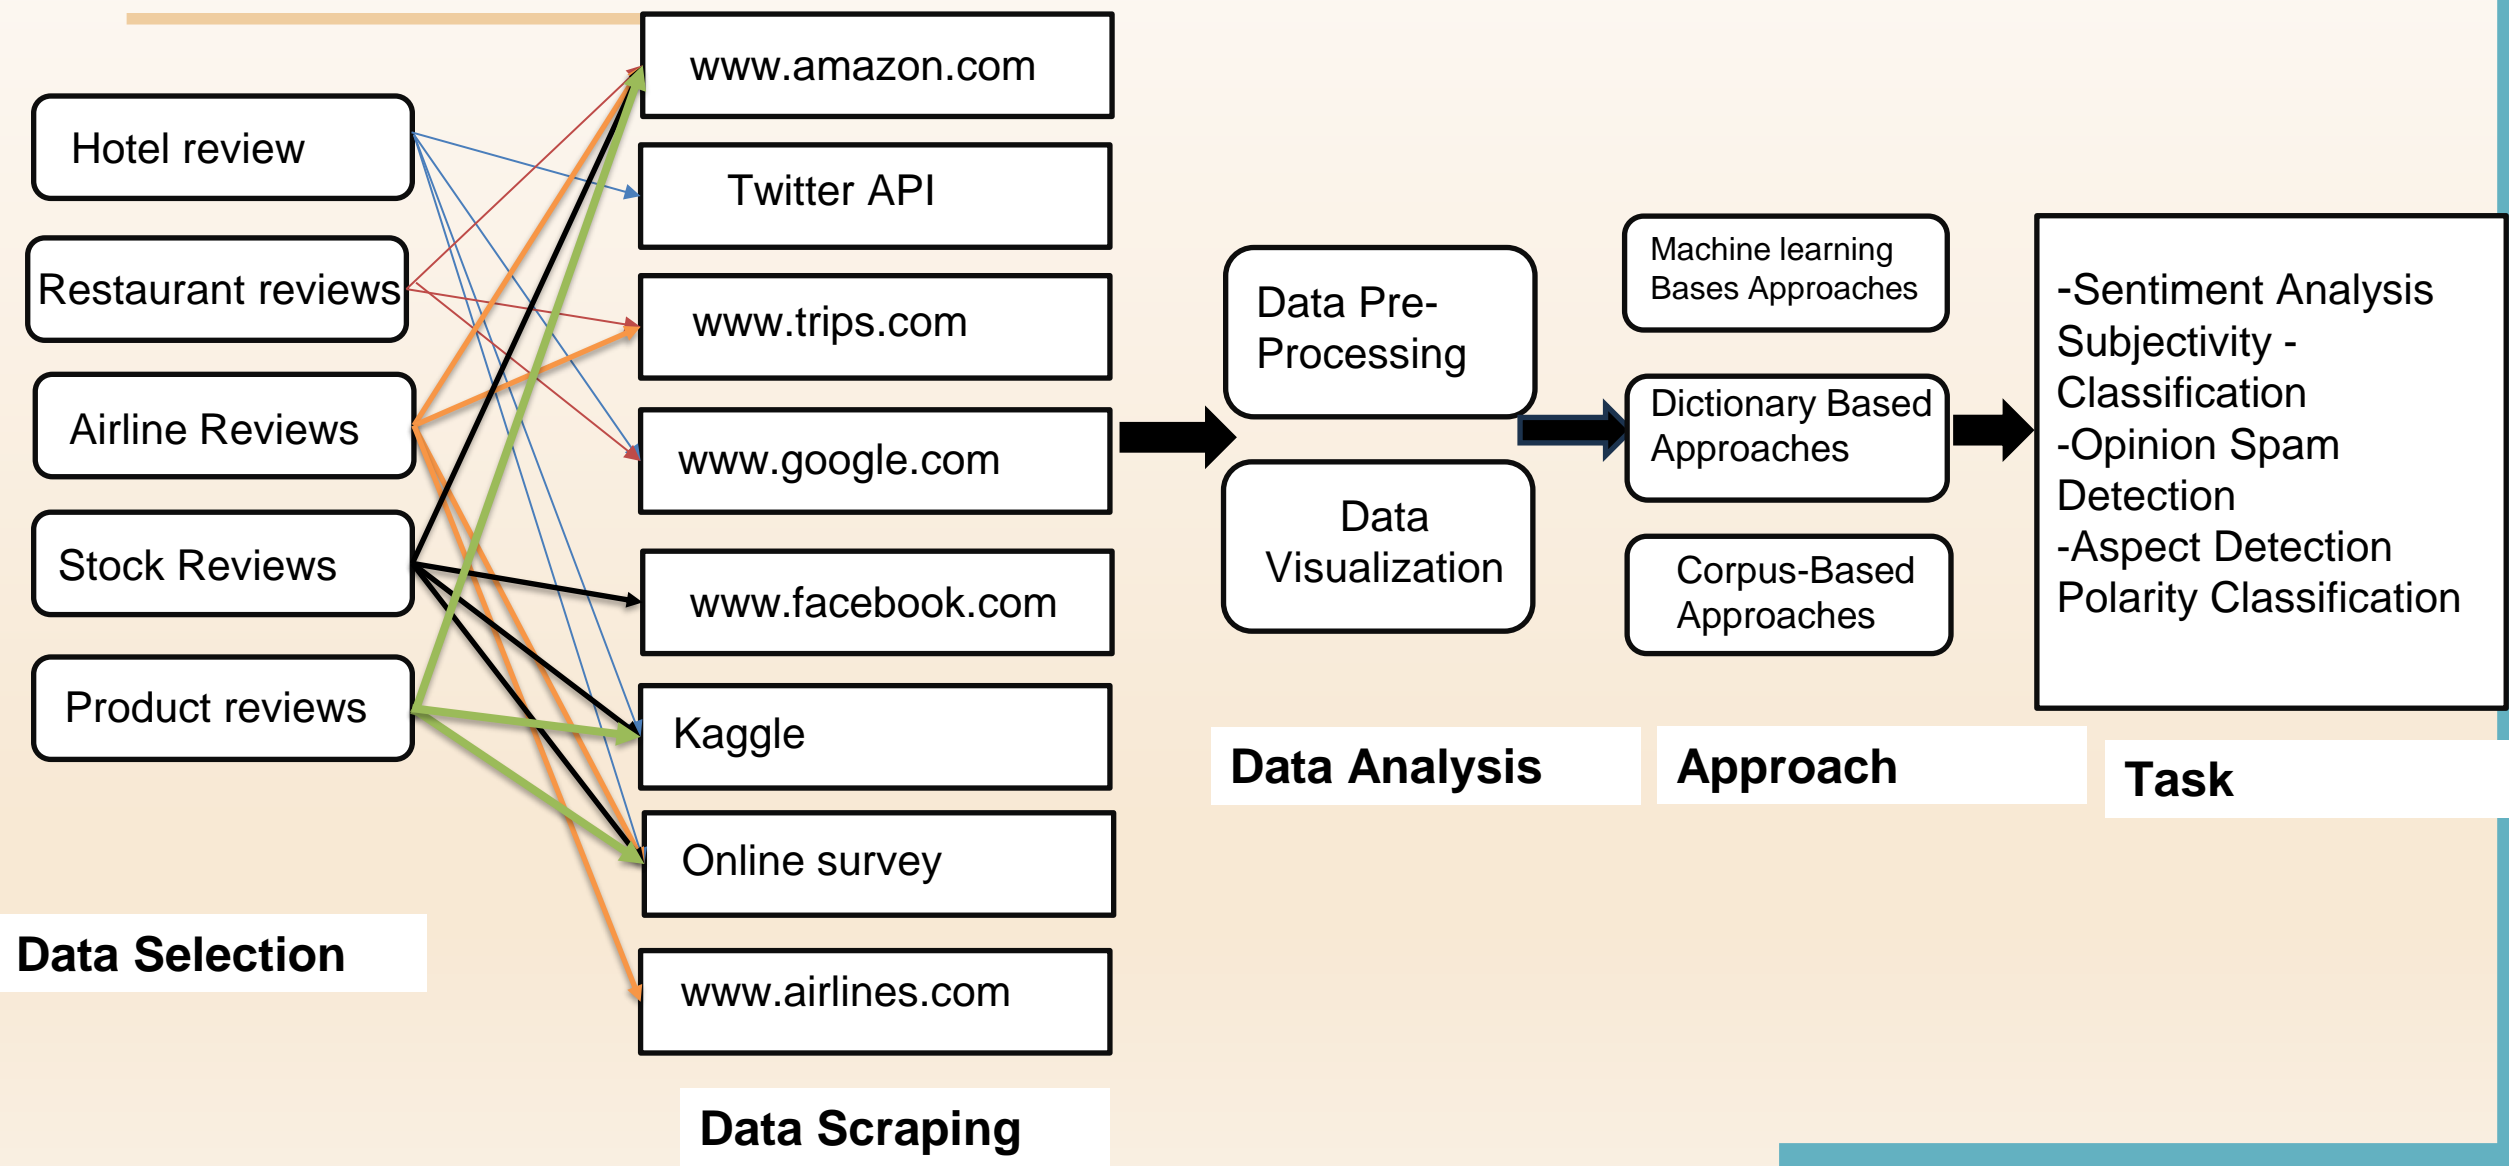 Hotel review
Restaurant reviews
Airline Reviews
Stock Reviews
Product reviews
Data Selection
www.amazon.com
Twitter API
www.trips.com
www.google.com
www.facebook.com
Kaggle
Online survey
www.airlines.com
Data Scraping
Data Pre-
Processing
Data
Visualization
Data Analysis
Machine learning
Bases Approaches
Dictionary Based
Approaches
Corpus-Based
Approaches
Approach
-Sentiment Analysis
Subjectivity -
Classification
-Opinion Spam
Detection
-Aspect Detection
Polarity Classification
Task